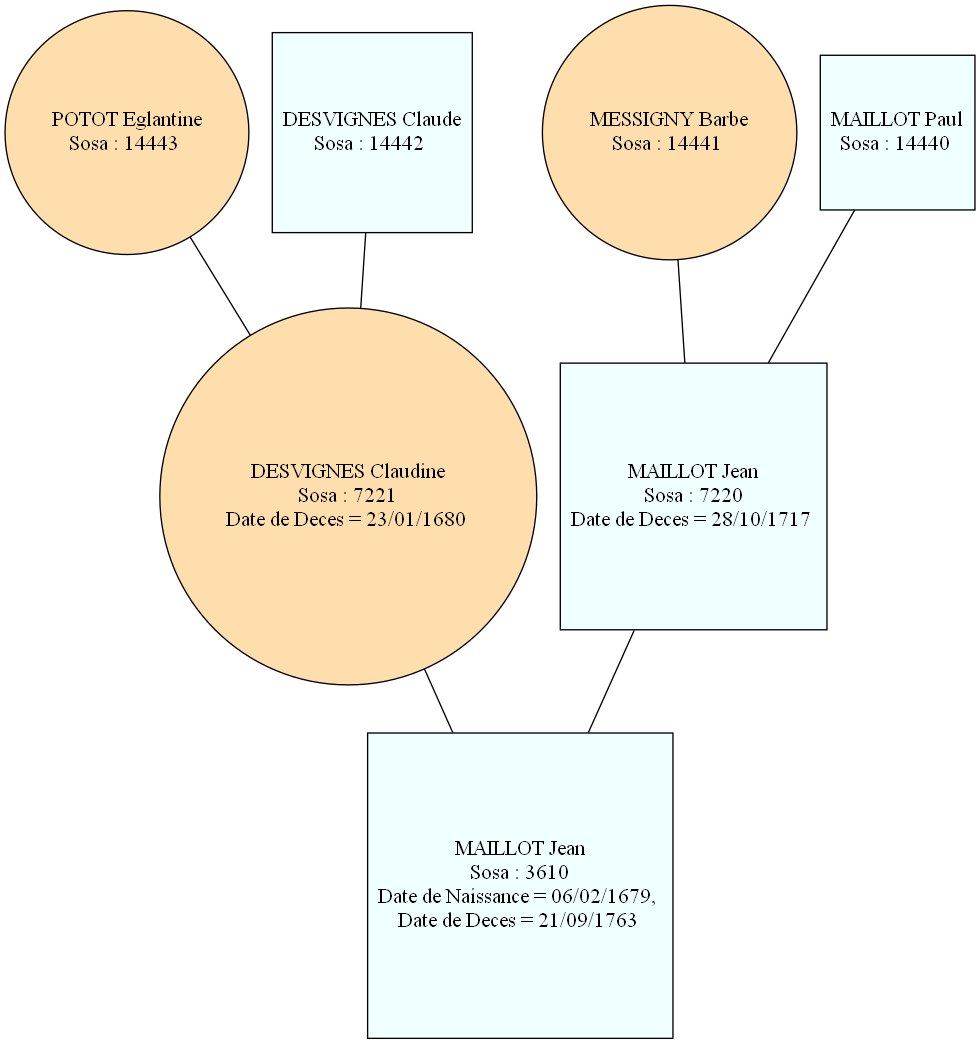 POTOT Eglantine
Sosa : 14443
DESVIGNES Claude
Sosa : 14442
MESSIGNY Barbe
Sosa : 14441
MAILLOT Paul
Sosa : 14440
DESVIGNES Claudine
Sosa : 7221
Date de Deces = 23/01/1680
MAILLOT Jean
Sosa : 7220
Date de Deces = 28/10/1717
MAILLOT Jean
Sosa : 3610
Date de Naissance = 06/02/1679,
Date de Deces = 21/09/1763